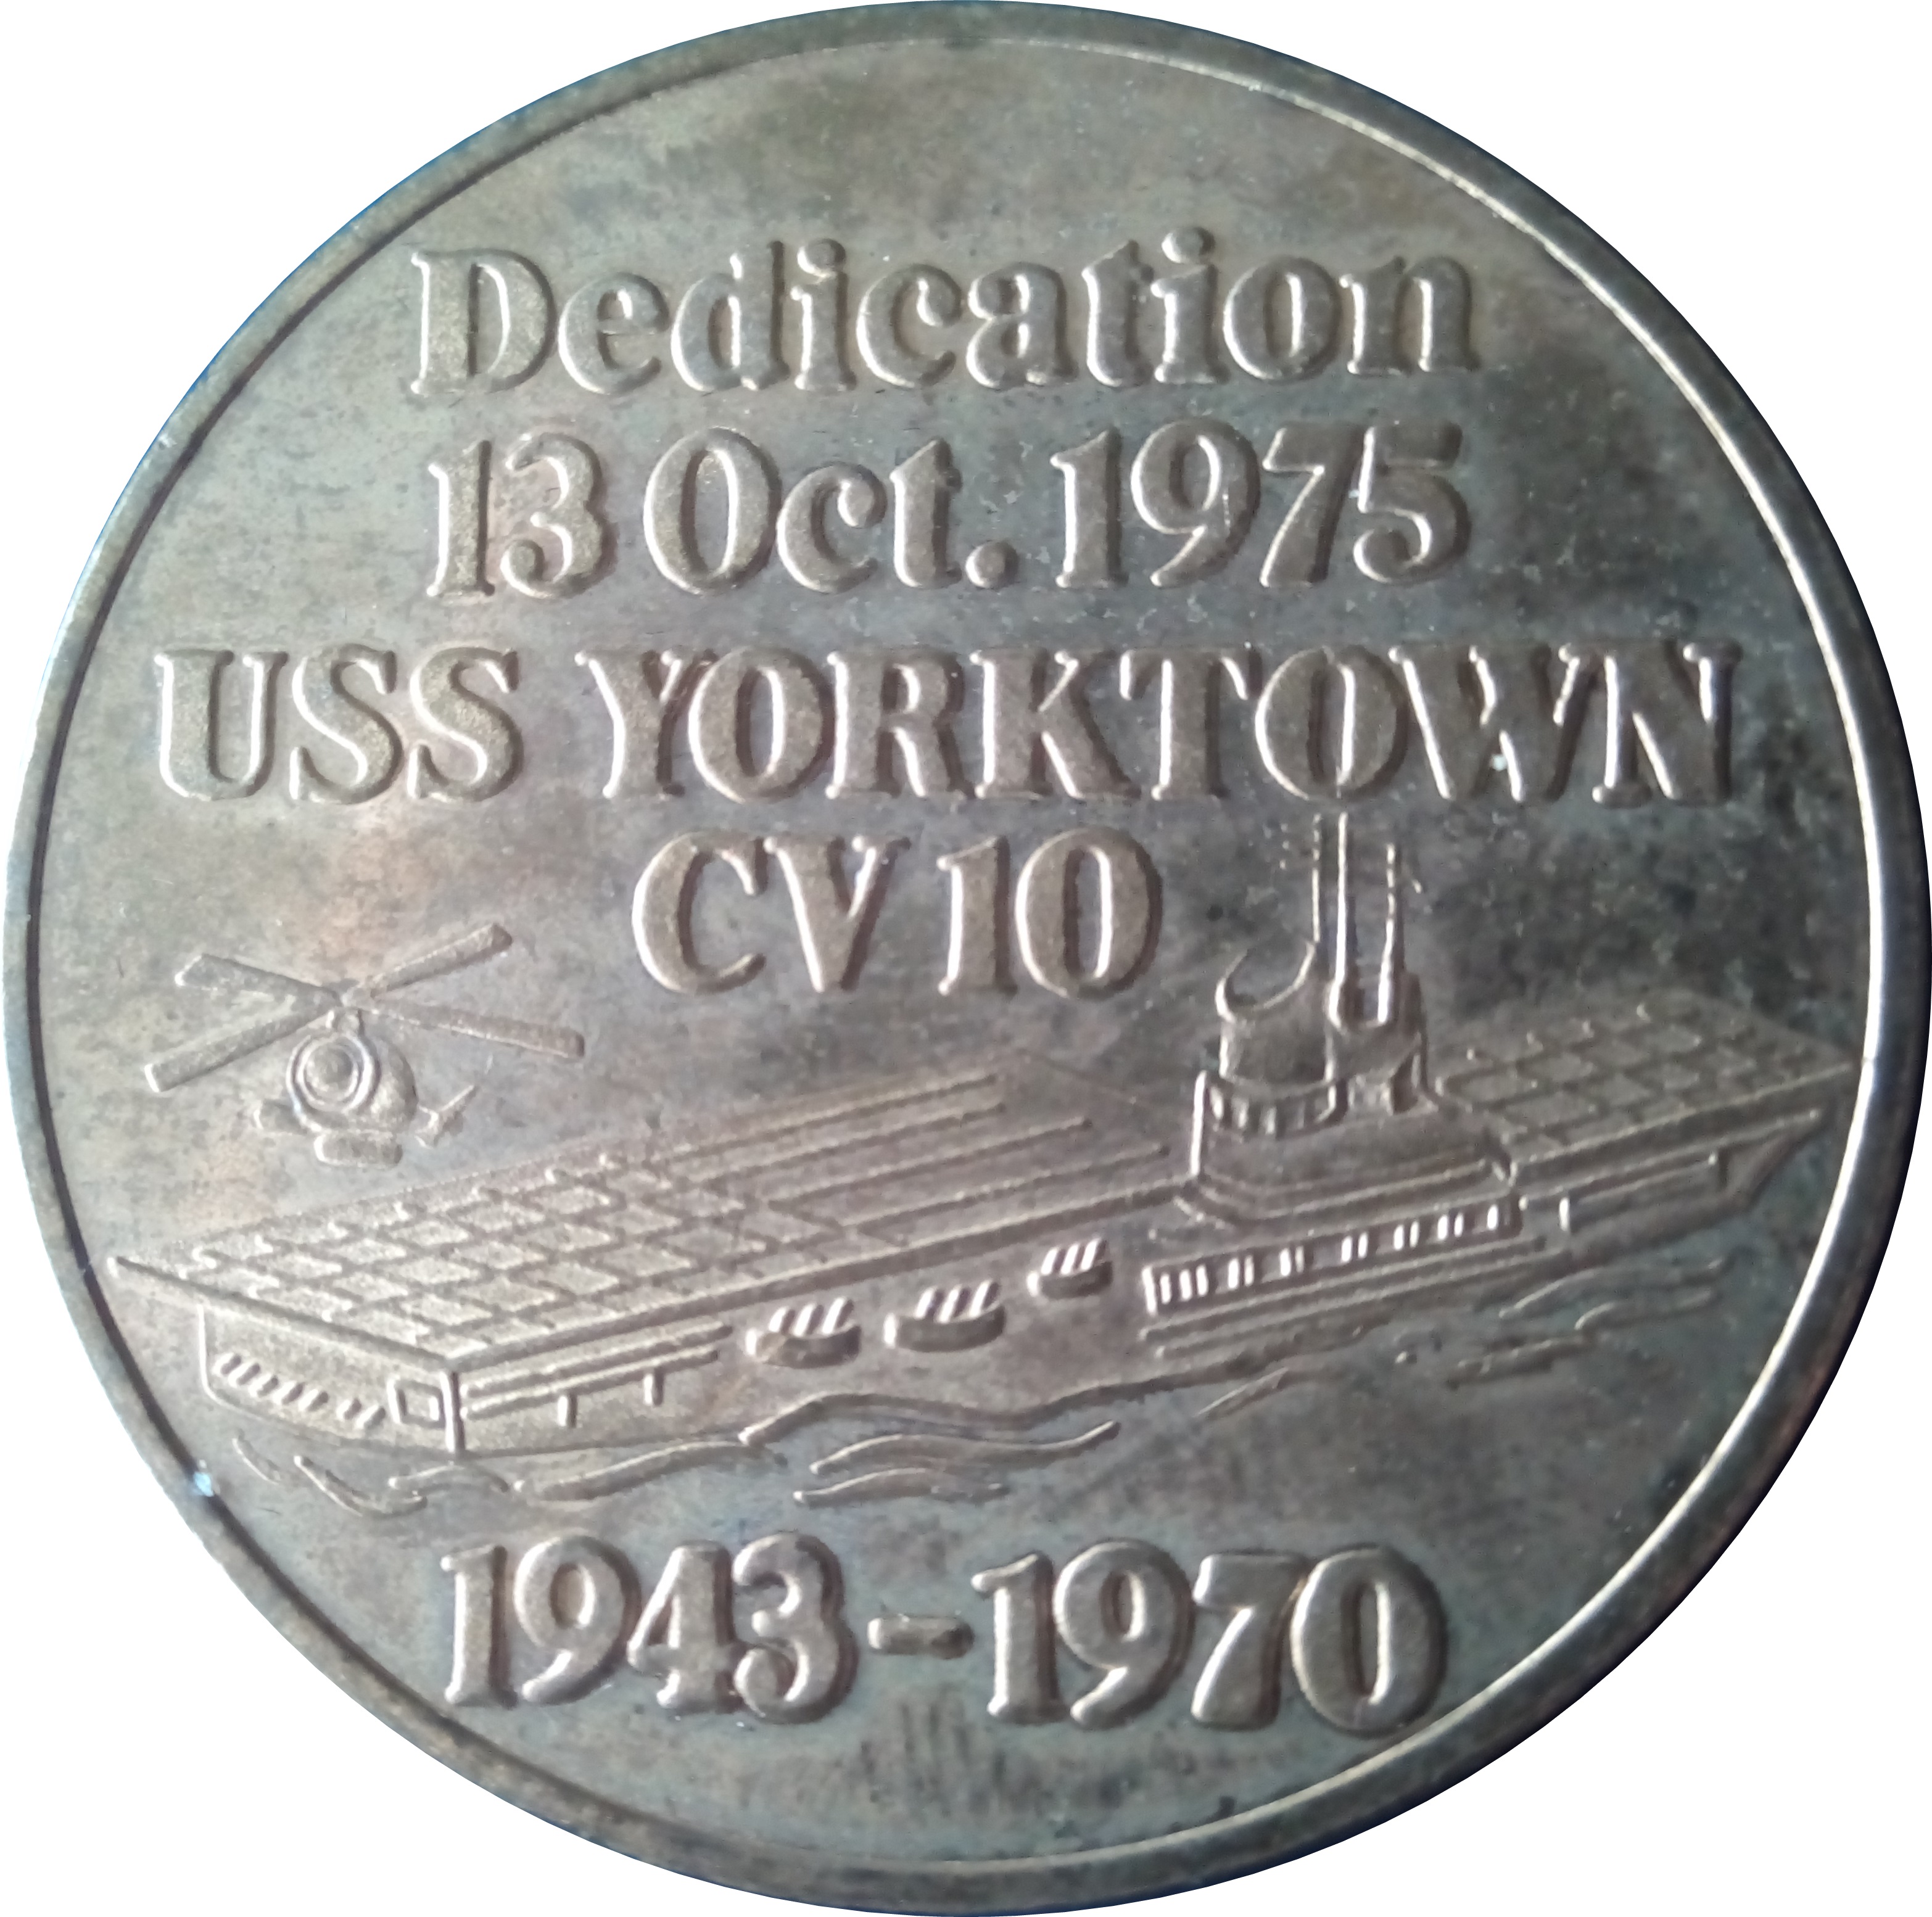 Dedication
13 Oct. 1975
USS YORKTOWN
CV 10
1943-1970